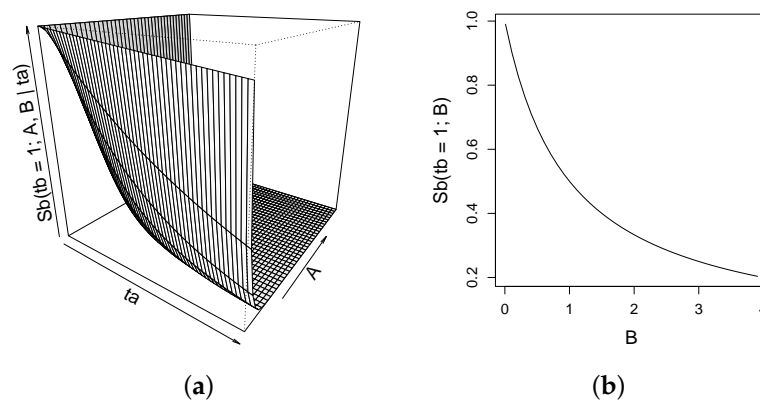 Sb(tb = 1; A, B | ta)
ta
A
(a)
Sb(tb = 1; B)
1.0
0.8
0.6
0.4
0.2
0 1 2 3
B
(b)